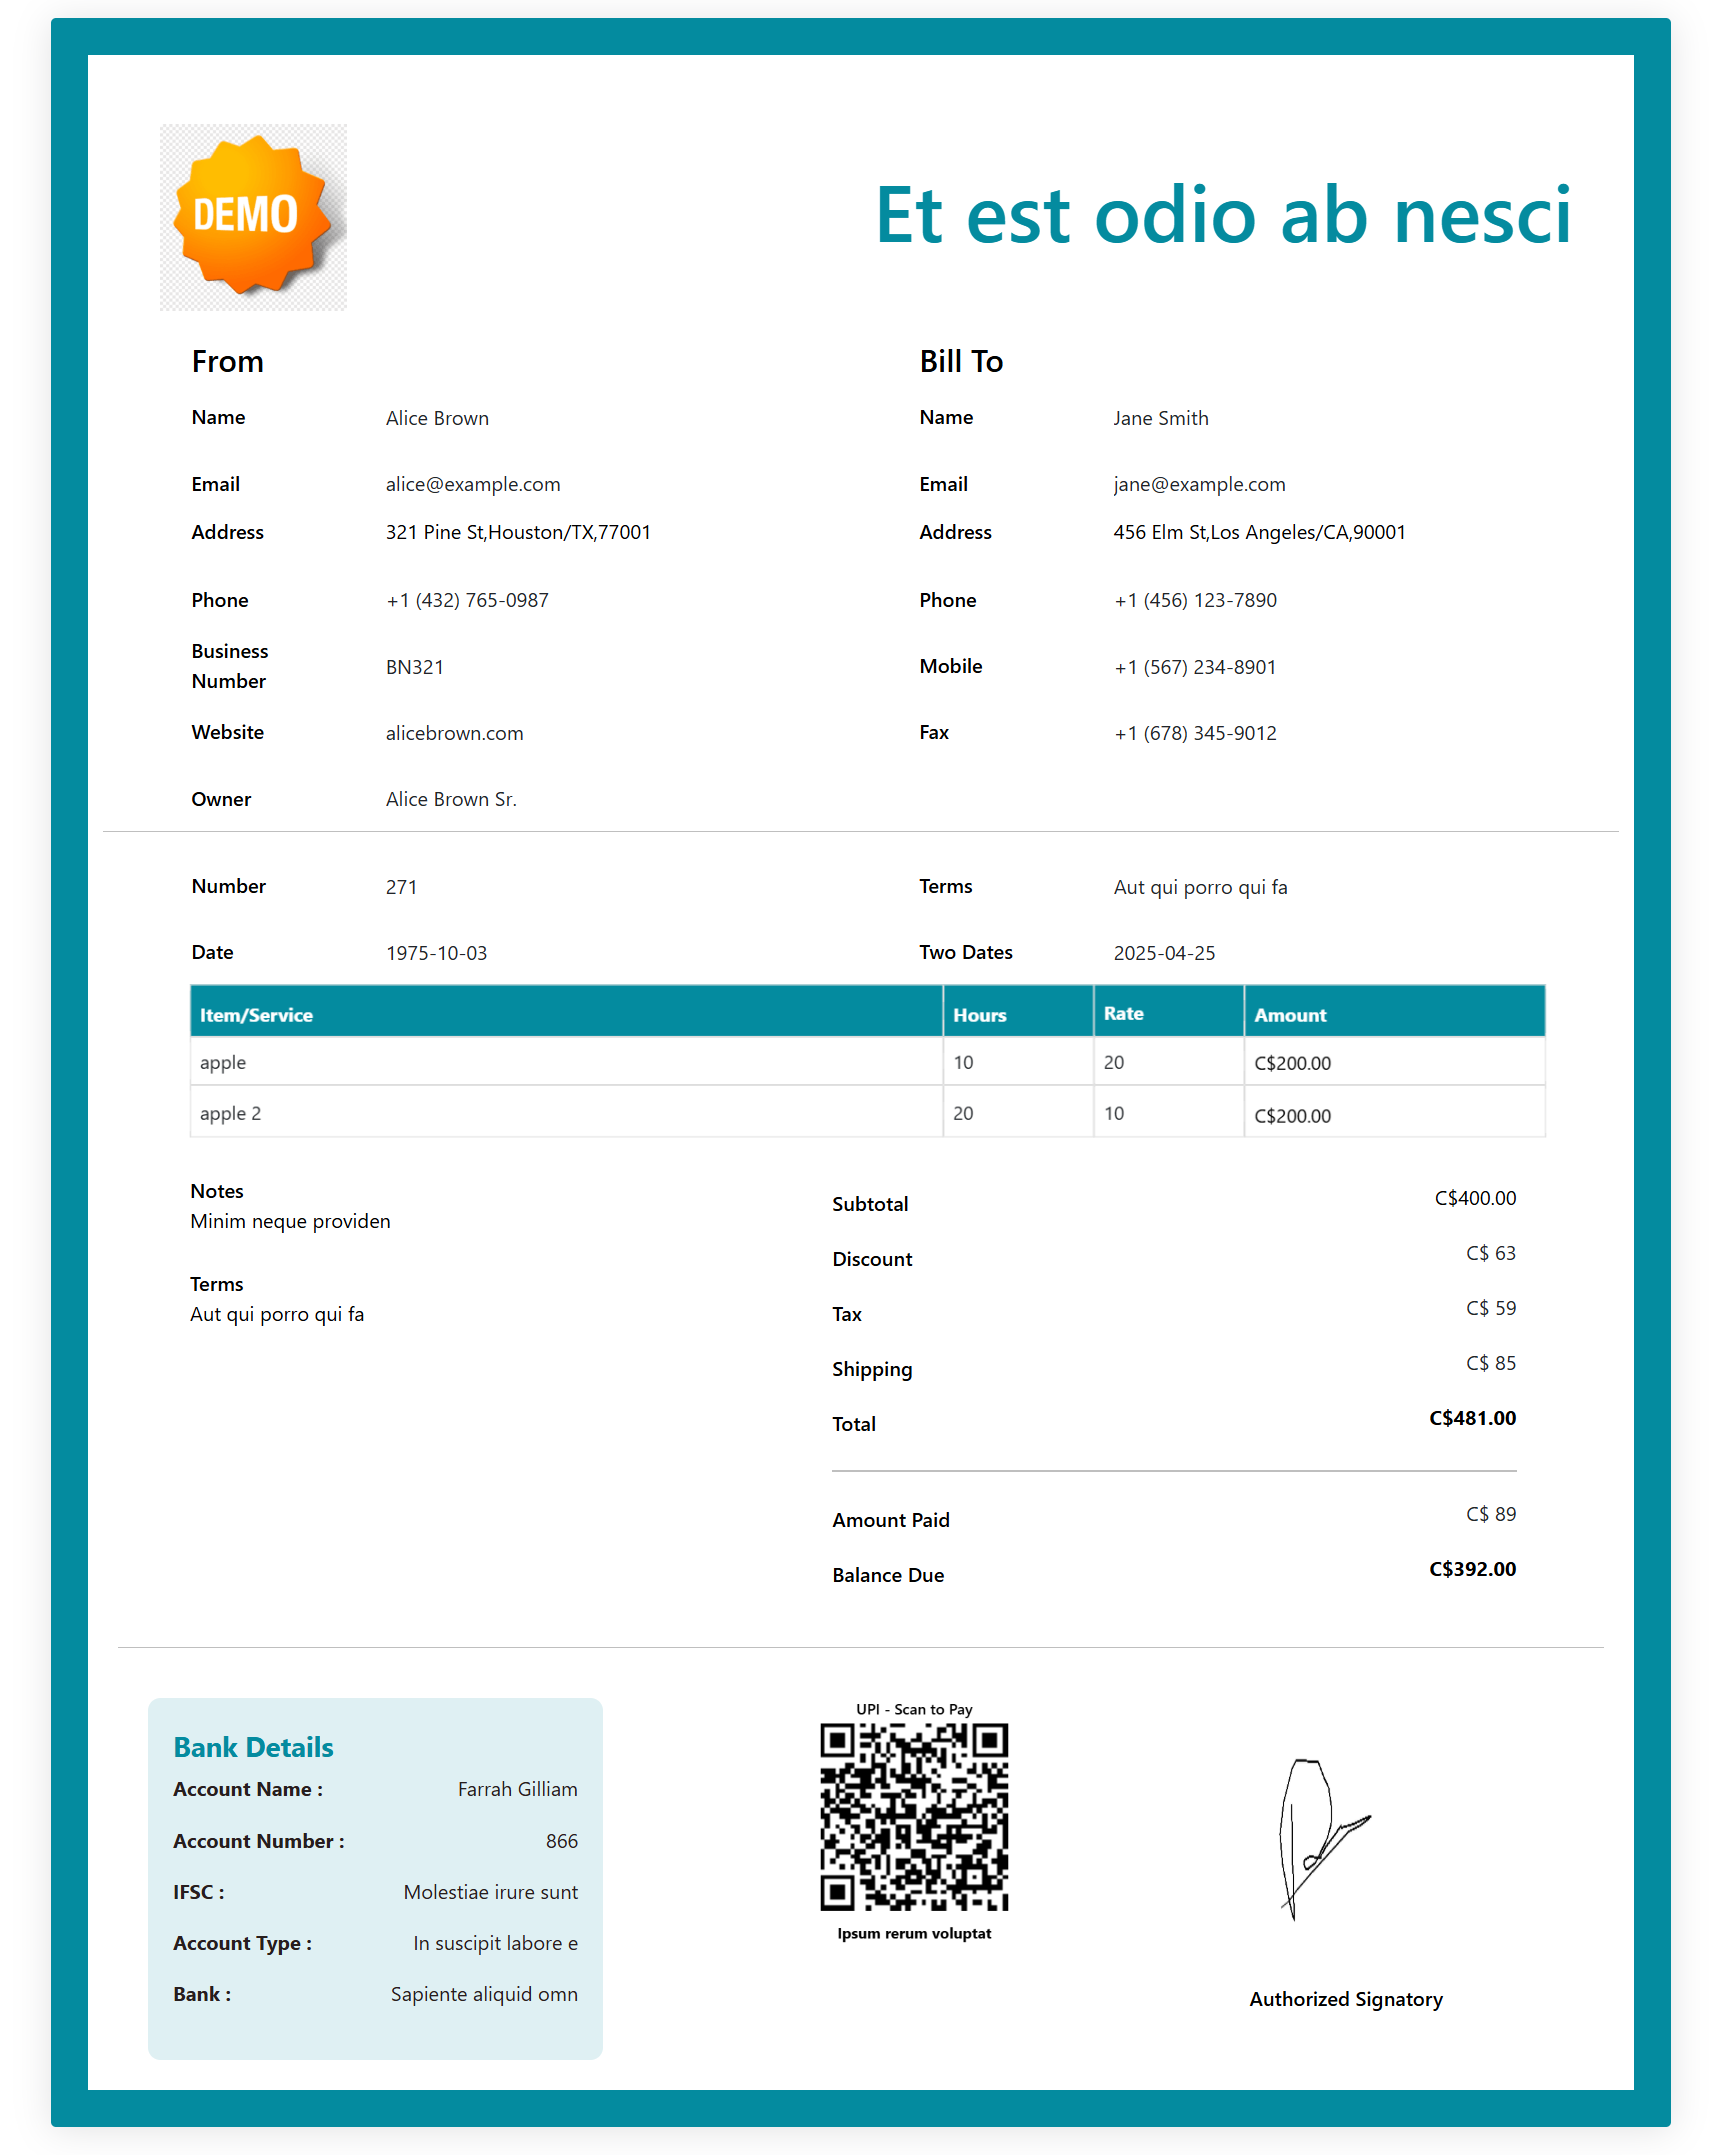 DEMO
Et est odio ab nesci
From
Name Alice Brown
Email alice@example.com
Address 321 Pine St,Houston/TX,77001
Phone +1 (432) 765-0987
Business
Number BN321
Website alicebrown.com
Owner Alice Brown Sr.
Bill To
Name Jane Smith
Email jane@example.com
Address 456 Elm St,Los Angeles/CA,90001
Phone +1 (456) 123-7890
Mobile +1 (567) 234-8901
Fax +1 (678) 345-9012
Number 271
Date 1975-10-03
Terms Aut qui porro qui fa
Two Dates 2025-04-25
Item/Service Hours Rate Amount
apple 10 20 C$200.00
apple 2 20 10 C$200.00
Notes
Minim neque providen
Terms
Aut qui porro qui fa
Subtotal C$400.00
Discount C$ 63
Tax C$ 59
Shipping C$ 85
Total C$481.00
Amount Paid C$ 89
Balance Due C$392.00
Bank Details
Account Name : Farrah Gilliam
Account Number : 866
IFSC : Molestiae irure sunt
Account Type : In suscipit labore e
Bank : Sapiente aliquid omn
UPI - Scan to Pay
Ipsum rerum voluptat
Authorized Signatory